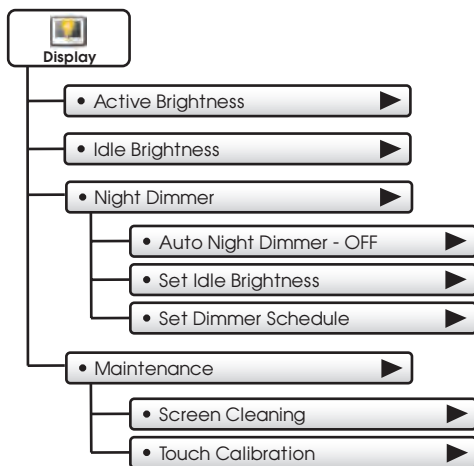 Display
• Active Brightness
• Idle Brightness
• Night Dimmer
• Auto Night Dimmer - OFF
• Set Idle Brightness
• Set Dimmer Schedule
• Maintenance
• Screen Cleaning
• Touch Calibration